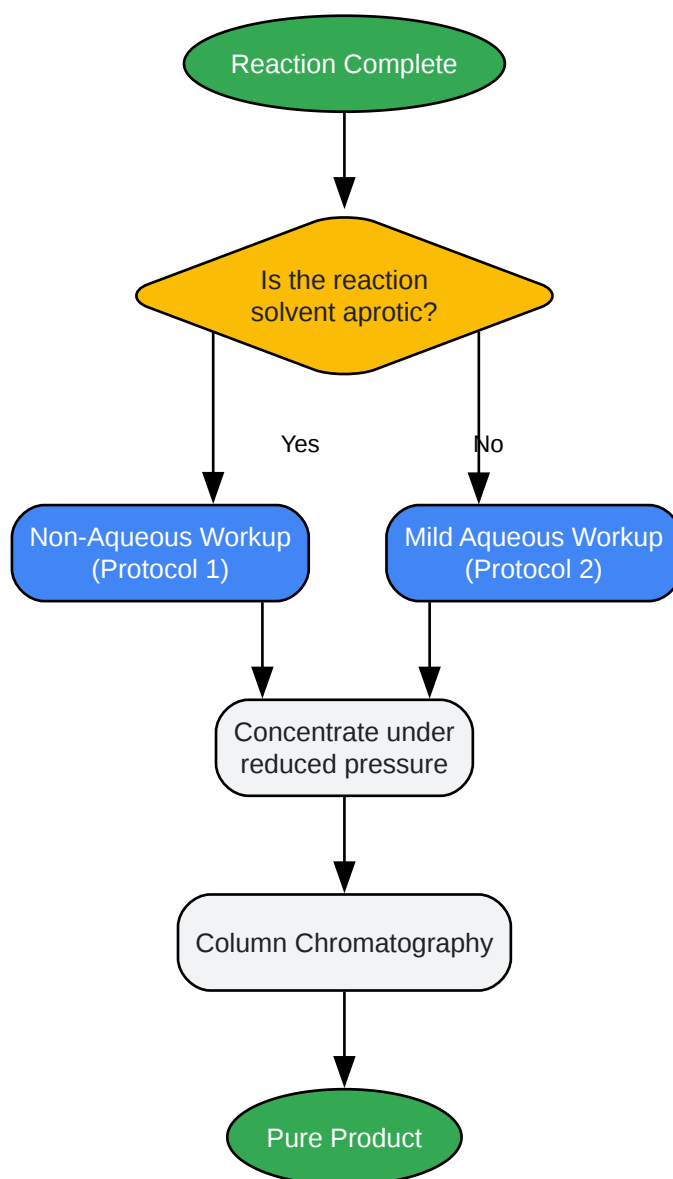 Reaction Complete
Is the reaction
solvent aprotic?
Yes
No
Non-Aqueous Workup
(Protocol 1)
Mild Aqueous Workup
(Protocol 2)
Concentrate under
reduced pressure
Column Chromatography
Pure Product